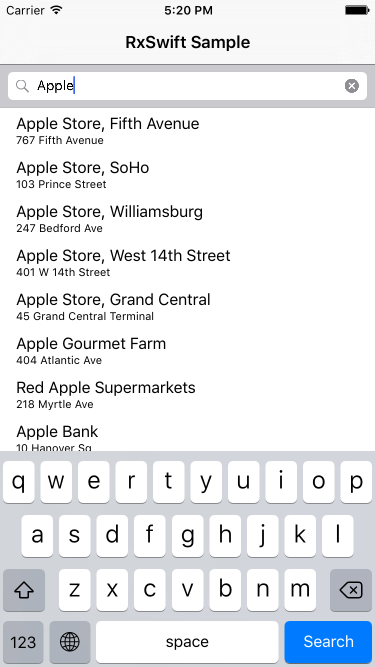 Carrier 5:20 PM
RxSwift Sample
Apple
Apple Store, Fifth Avenue
767 Fifth Avenue
Apple Store, SoHo
103 Prince Street
Apple Store, Williamsburg
247 Bedford Ave
Apple Store, West 14th Street
401 W 14th Street
Apple Store, Grand Central
45 Grand Central Terminal
Apple Gourmet Farm
404 Atlantic Ave
Red Apple Supermarkets
218 Myrtle Ave
Apple Bank
10 Hanover Sq
q w e r t y u i o p
a s d f g h j k l
z x c v b n m
123 space Search